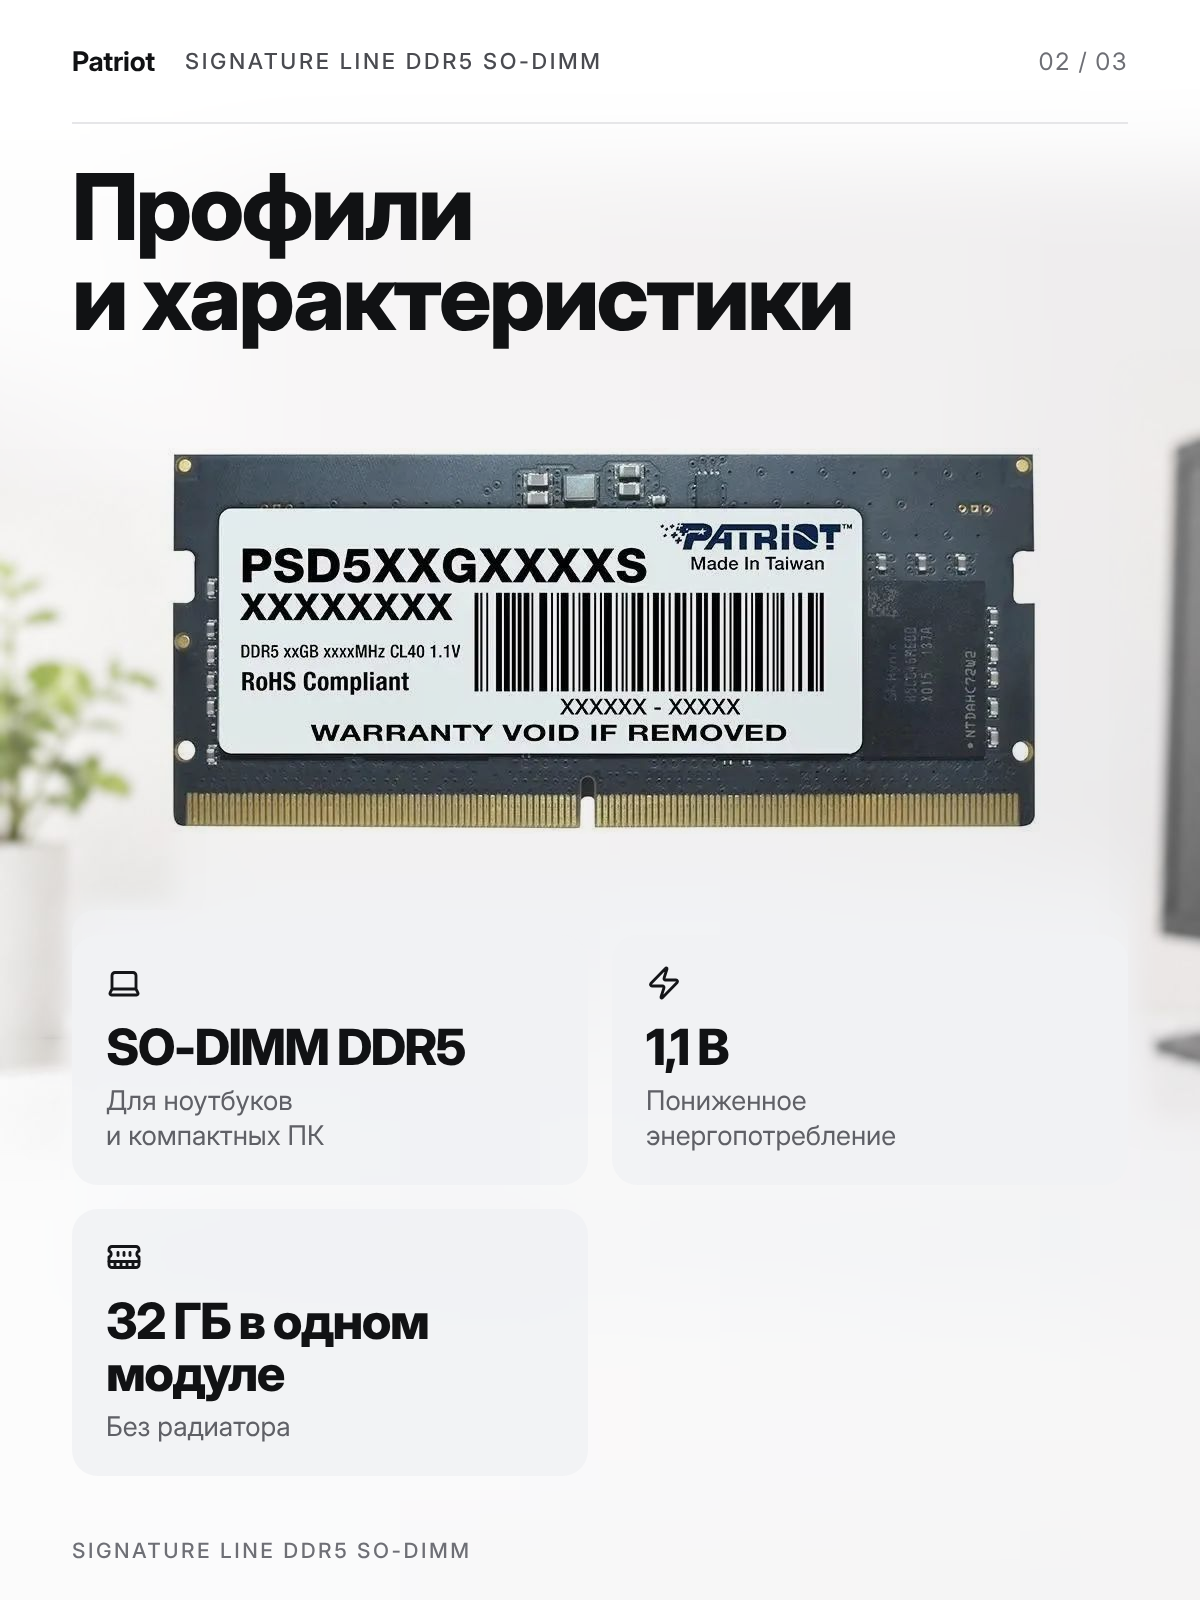 Patriot SIGNATURE LINE DDR5 SO-DIMM 02 / 03
Профили
и характеристики
PATRIOT™
Made In Taiwan
PSD5XXGXXXXS
XXXXXXXX
DDR5 xxGB xxxxMHz CL40 1.1V
RoHS Compliant
XXXXXX - XXXXX
WARRANTY VOID IF REMOVED
SO-DIMM DDR5
Для ноутбуков
и компактных ПК
1,1 В
Пониженное
энергопотребление
32 ГБ в одном
модуле
Без радиатора
SIGNATURE LINE DDR5 SO-DIMM